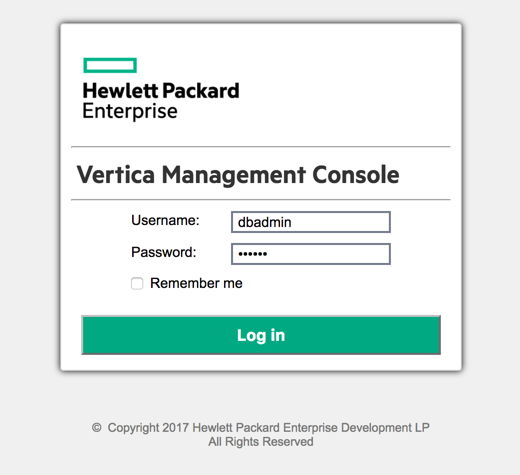 Hewlett Packard
Enterprise
Vertica Management Console
Username: dbadmin
Password: ••••••
Remember me
Log in
© Copyright 2017 Hewlett Packard Enterprise Development LP
All Rights Reserved